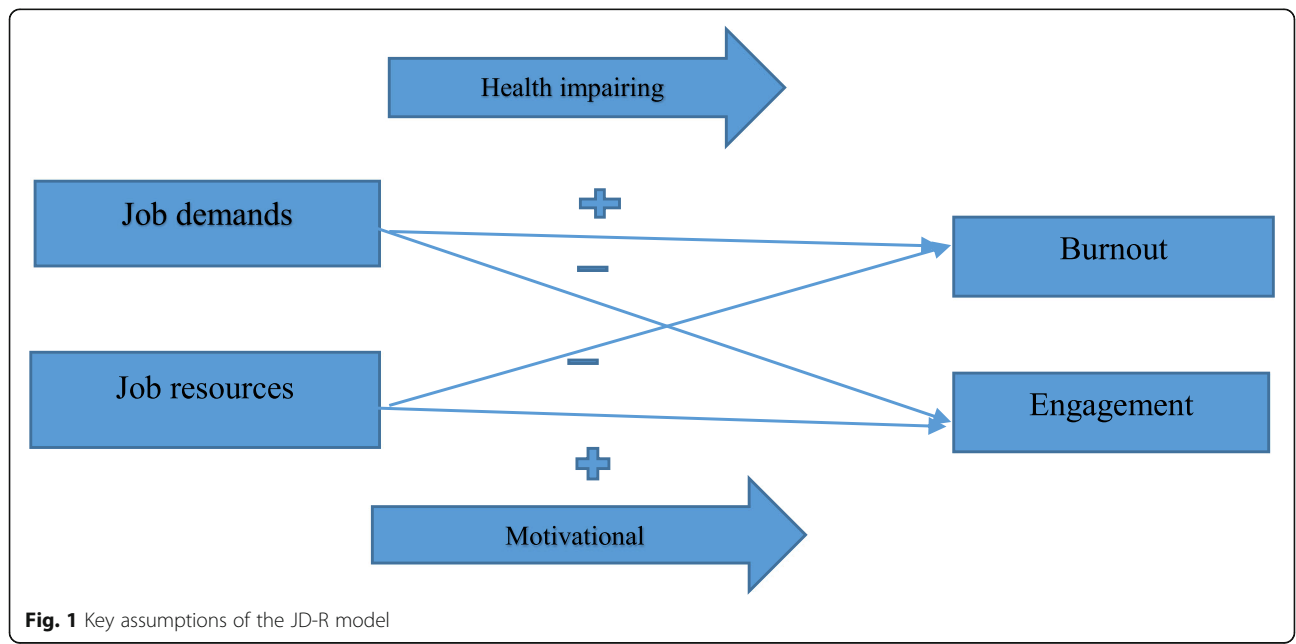 Health impairing
+
Job demands
Burnout
−
−
Job resources
Engagement
+
Motivational
Fig. 1 Key assumptions of the JD-R model